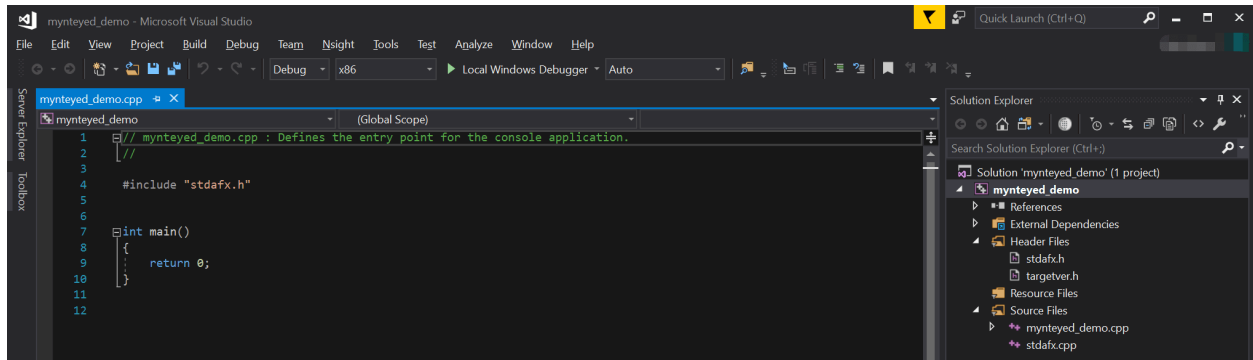 mynteyed_demo - Microsoft Visual Studio
Quick Launch (Ctrl+Q)
File Edit View Project Build Debug Team Nsight Tools Test Analyze Window Help
Debug x86 Local Windows Debugger Auto
Server Explorer
Toolbox
mynteyed_demo.cpp
mynteyed_demo (Global Scope)
1 // mynteyed_demo.cpp : Defines the entry point for the console application.
2 //
3
4 #include "stdafx.h"
5
6
7 int main()
8 {
9 return 0;
10 }
11
12
Solution Explorer
Search Solution Explorer (Ctrl+;)
Solution 'mynteyed_demo' (1 project)
mynteyed_demo
References
External Dependencies
Header Files
stdafx.h
targetver.h
Resource Files
Source Files
mynteyed_demo.cpp
stdafx.cpp